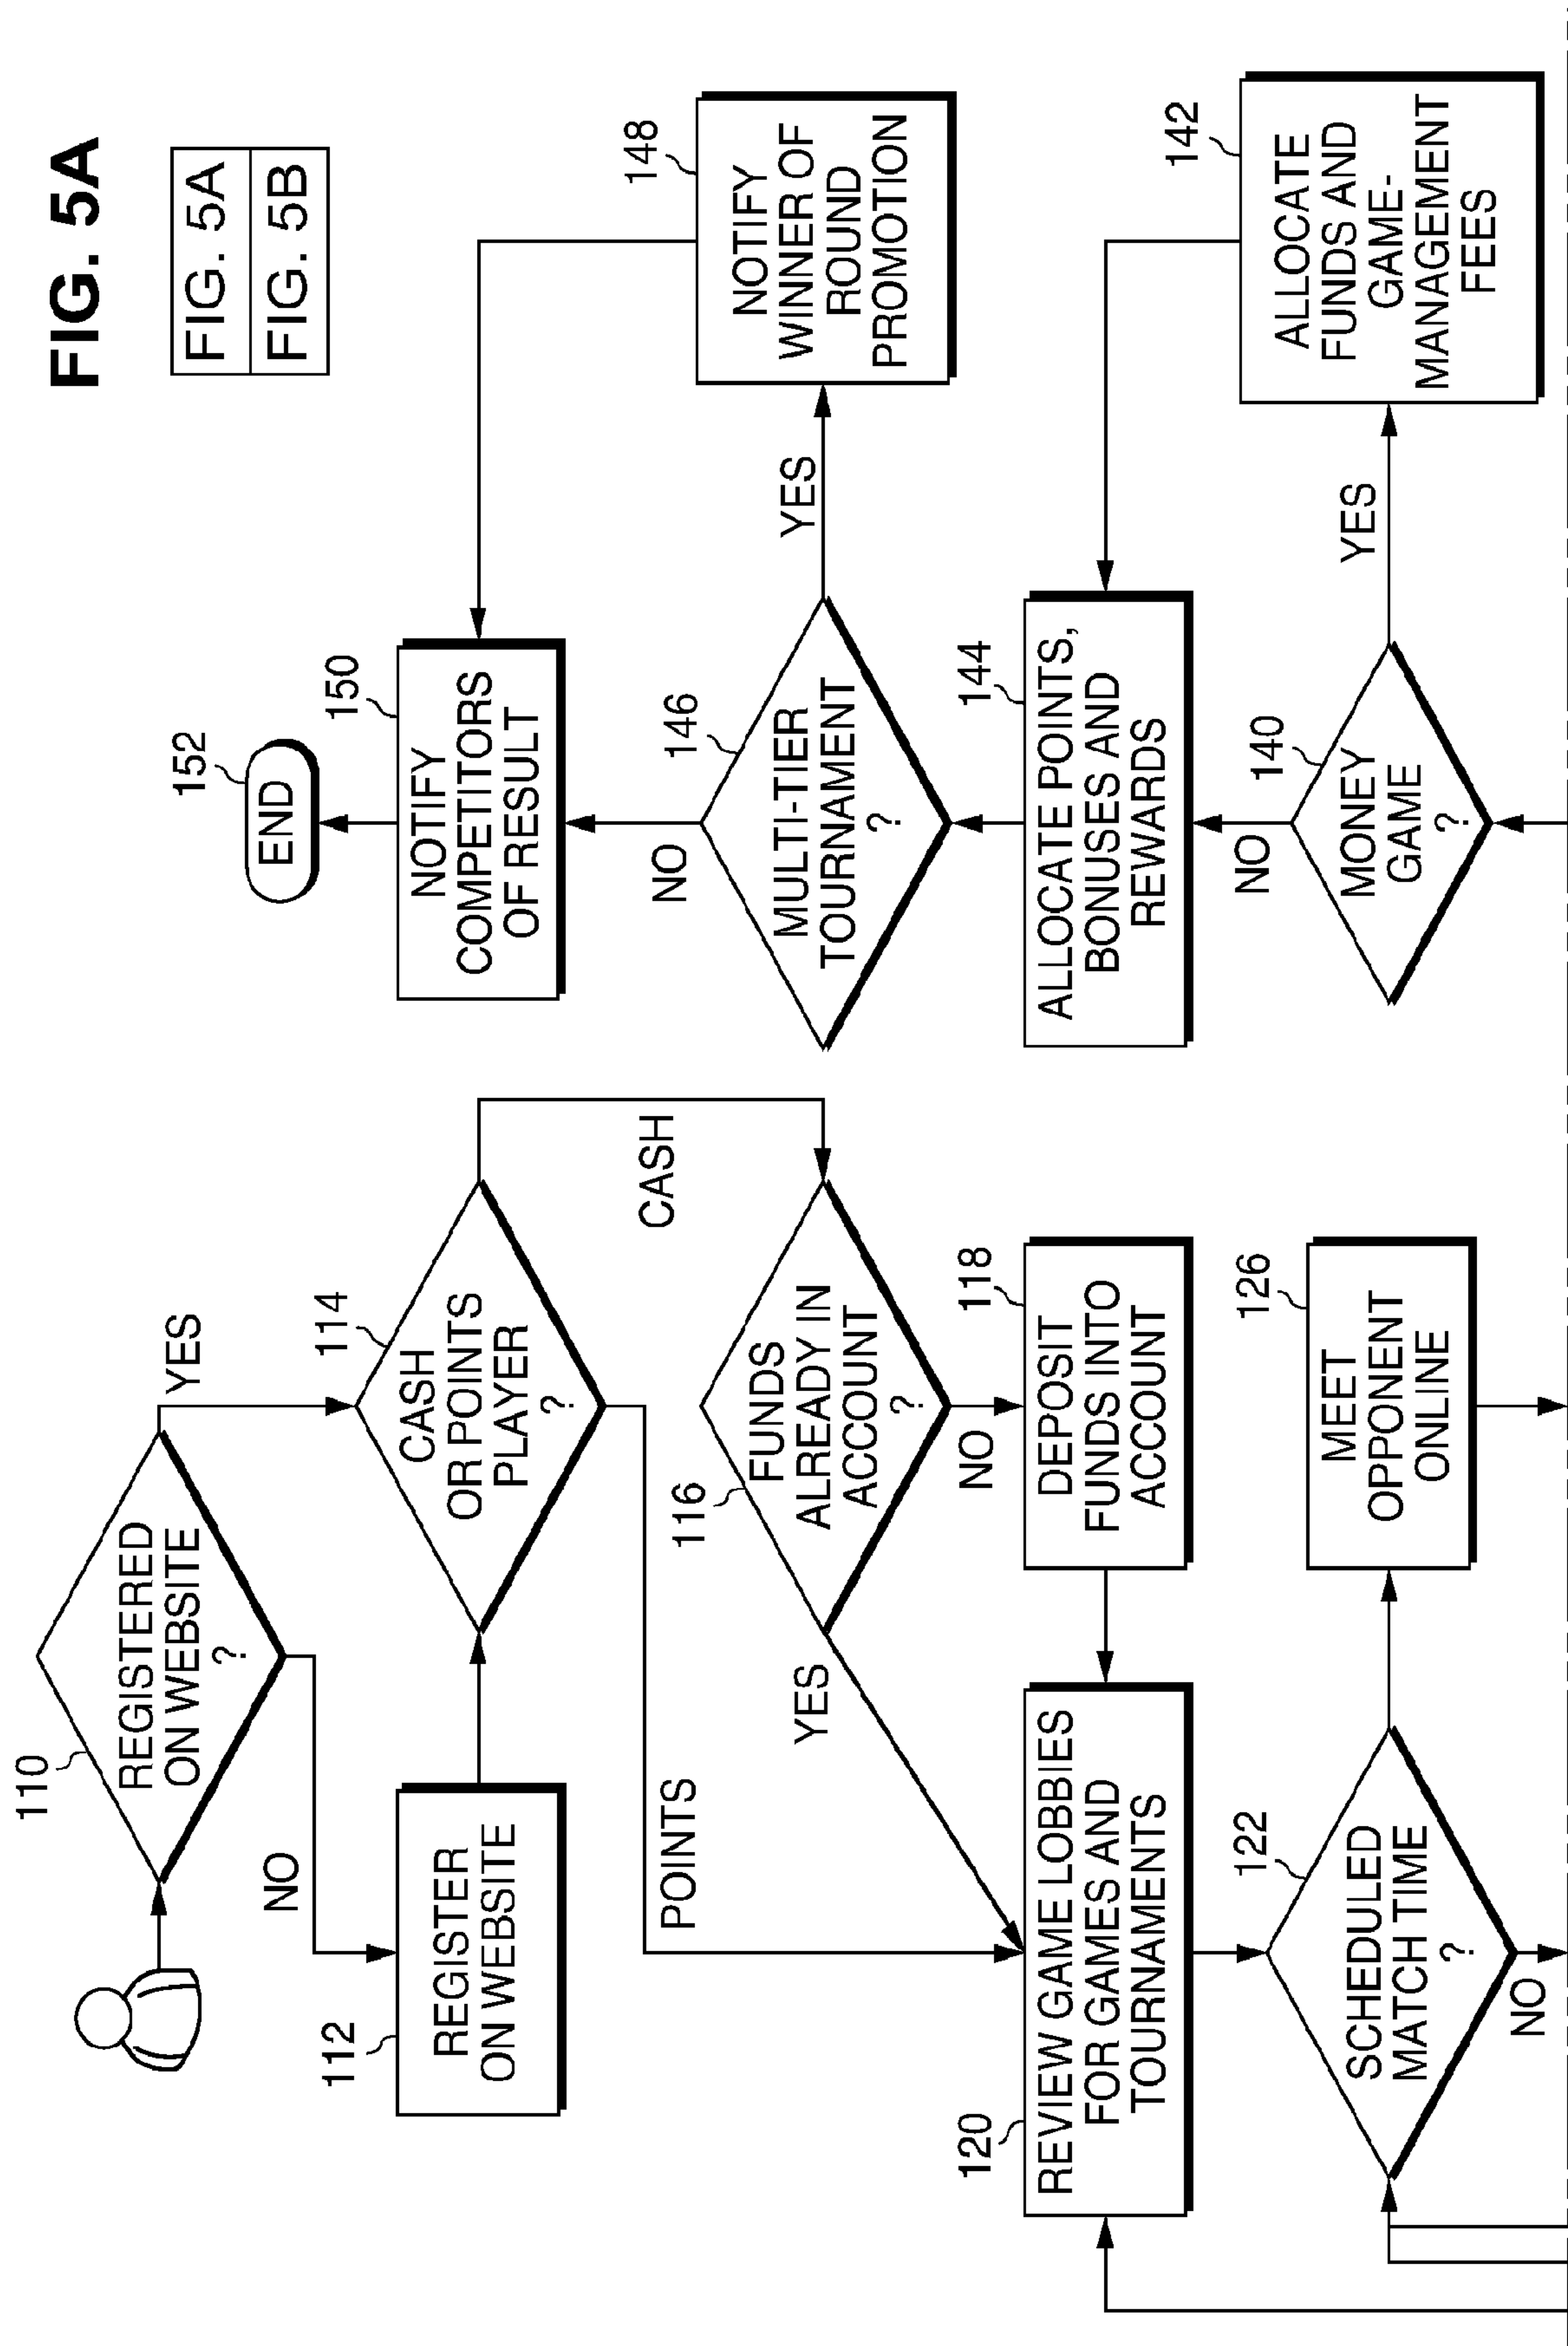 FIG. 5A
FIG. 5A
FIG. 5B
110
REGISTERED
ON WEBSITE
?
YES
NO
112
REGISTER
ON WEBSITE
114
CASH
OR POINTS
PLAYER
?
CASH
POINTS
116
FUNDS
ALREADY IN
ACCOUNT
?
YES
NO
118
DEPOSIT
FUNDS INTO
ACCOUNT
120
REVIEW GAME LOBBIES
FOR GAMES AND
TOURNAMENTS
122
SCHEDULED
MATCH TIME
?
NO
126
MEET
OPPONENT
ONLINE
152
END
150
NOTIFY
COMPETITORS
OF RESULT
NO
146
MULTI-TIER
TOURNAMENT
?
YES
148
NOTIFY
WINNER OF
ROUND
PROMOTION
144
ALLOCATE POINTS,
BONUSES AND
REWARDS
NO
140
MONEY
GAME
?
YES
142
ALLOCATE
FUNDS AND
GAME-
MANAGEMENT
FEES